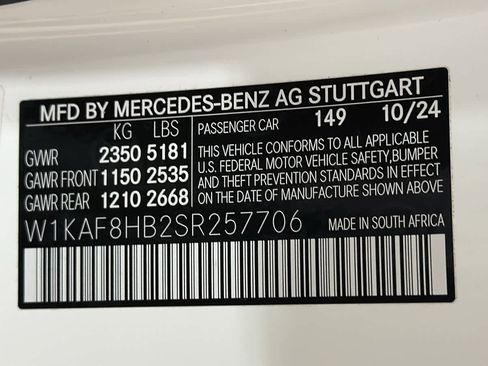 MFD BY MERCEDES-BENZ AG STUTTGART
KG LBS
GVWR 2350 5181
GAWR FRONT 1150 2535
GAWR REAR 1210 2668
PASSENGER CAR 149 10/24
THIS VEHICLE CONFORMS TO ALL APPLICABLE
U.S. FEDERAL MOTOR VEHICLE SAFETY, BUMPER
AND THEFT PREVENTION STANDARDS IN EFFECT
ON THE DATE OF MANUFACTURE SHOWN ABOVE.
W1KAF8HB2SR257706 MADE IN SOUTH AFRICA